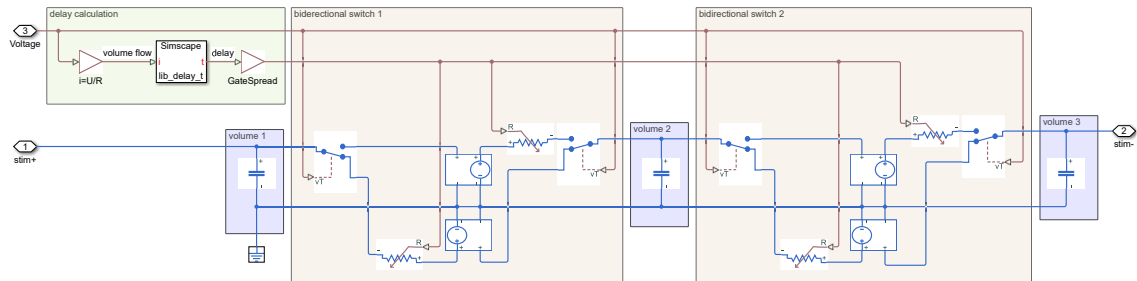 delay calculation
biderectional switch 1
bidirectional switch 2
3
Voltage
volume flow
Simscape
i
t
lib_delay_t
delay
i=U/R
GateSpread
volume 1
volume 2
volume 3
1
stim+
2
stim-
R
-
+
vT
+
-
+
+
-
+
-
R
-
+
vT
+
-
vT
R
-
+
+
+
+
-
R
-
+
vT
+
-
+
+